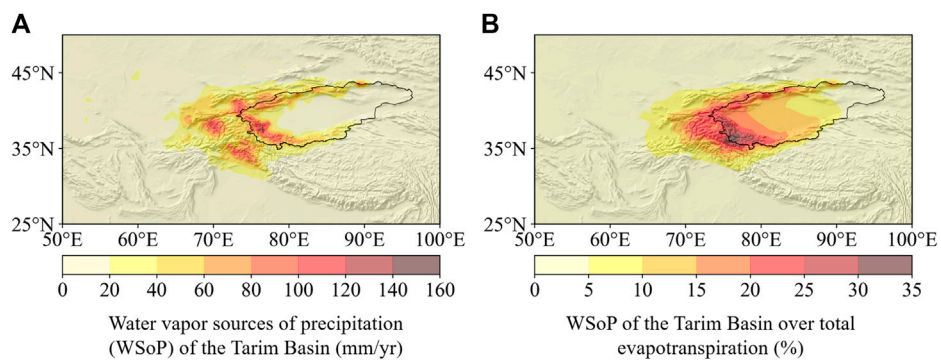 A
B
45°N
35°N
25°N
50°E 60°E 70°E 80°E 90°E 100°E
0 20 40 60 80 100 120 140 160
Water vapor sources of precipitation
(WSoP) of the Tarim Basin (mm/yr)
45°N
35°N
25°N
50°E 60°E 70°E 80°E 90°E 100°E
0 5 10 15 20 25 30 35
WSoP of the Tarim Basin over total
evapotranspiration (%)